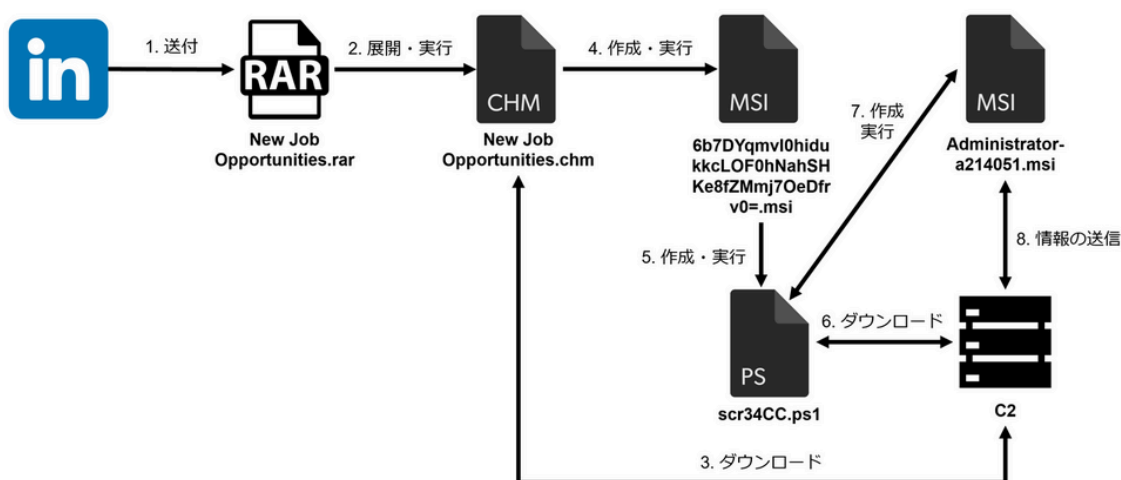 in
1. 送付
RAR
New Job
Opportunities.rar
2. 展開・実行
CHM
New Job
Opportunities.chm
4. 作成・実行
MSI
6b7DYqmvI0hidu
kkcLOF0hNahSH
Ke8fZMmj7OeDfr
v0=.msi
7. 作成
実行
MSI
Administrator-
a214051.msi
5. 作成・実行
8. 情報の送信
PS
scr34CC.ps1
6. ダウンロード
C2
3. ダウンロード